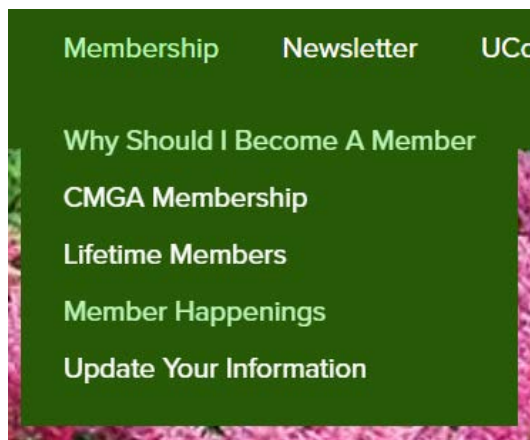 Membership Newsletter
Why Should I Become A Member
CMGA Membership
Lifetime Members
Member Happenings
Update Your Information